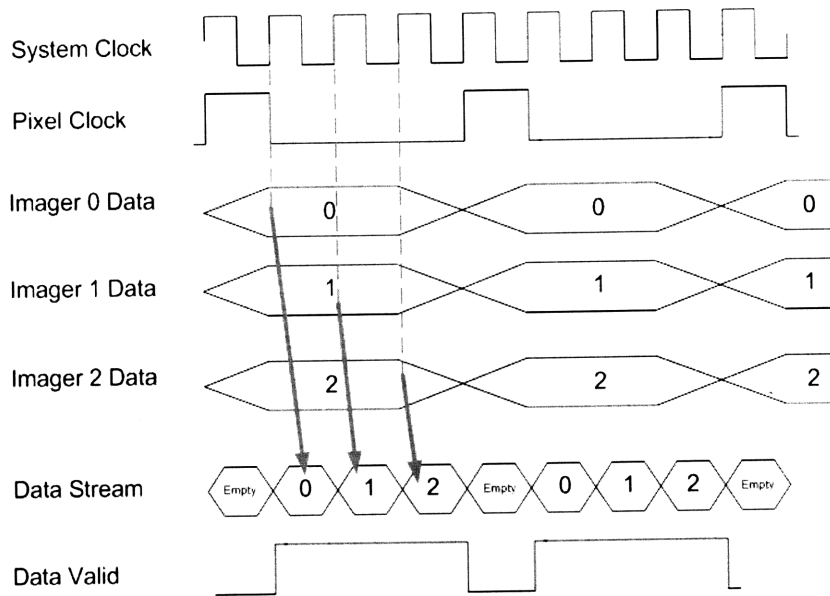 System Clock
Pixel Clock
Imager 0 Data 0 0 0
Imager 1 Data 1 1 1
Imager 2 Data 2 2 2
Data Stream Empty 0 1 2 Empty 0 1 2 Empty
Data Valid